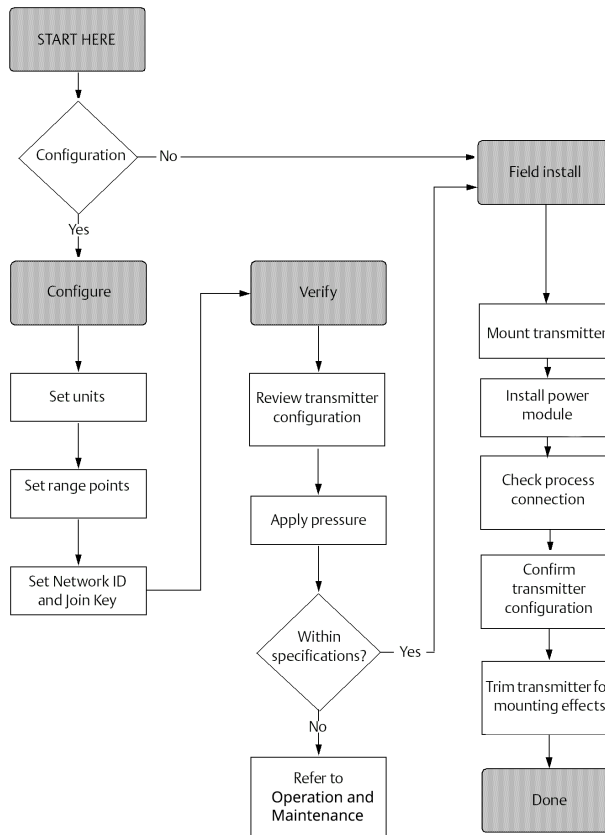 START HERE
Configuration
No
Yes
Configure
Set units
Set range points
Set Network ID
and Join Key
Verify
Review transmitter
configuration
Apply pressure
Within
specifications?
Yes
No
Refer to
Operation and
Maintenance
Field install
Mount transmitter
Install power
module
Check process
connection
Confirm
transmitter
configuration
Trim transmitter fo
mounting effects
Done